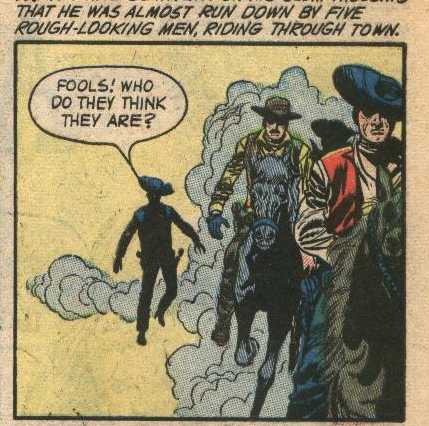 THAT HE WAS ALMOST RUN DOWN BY FIVE
ROUGH-LOOKING MEN, RIDING THROUGH TOWN.
FOOLS! WHO
DO THEY THINK
THEY ARE?